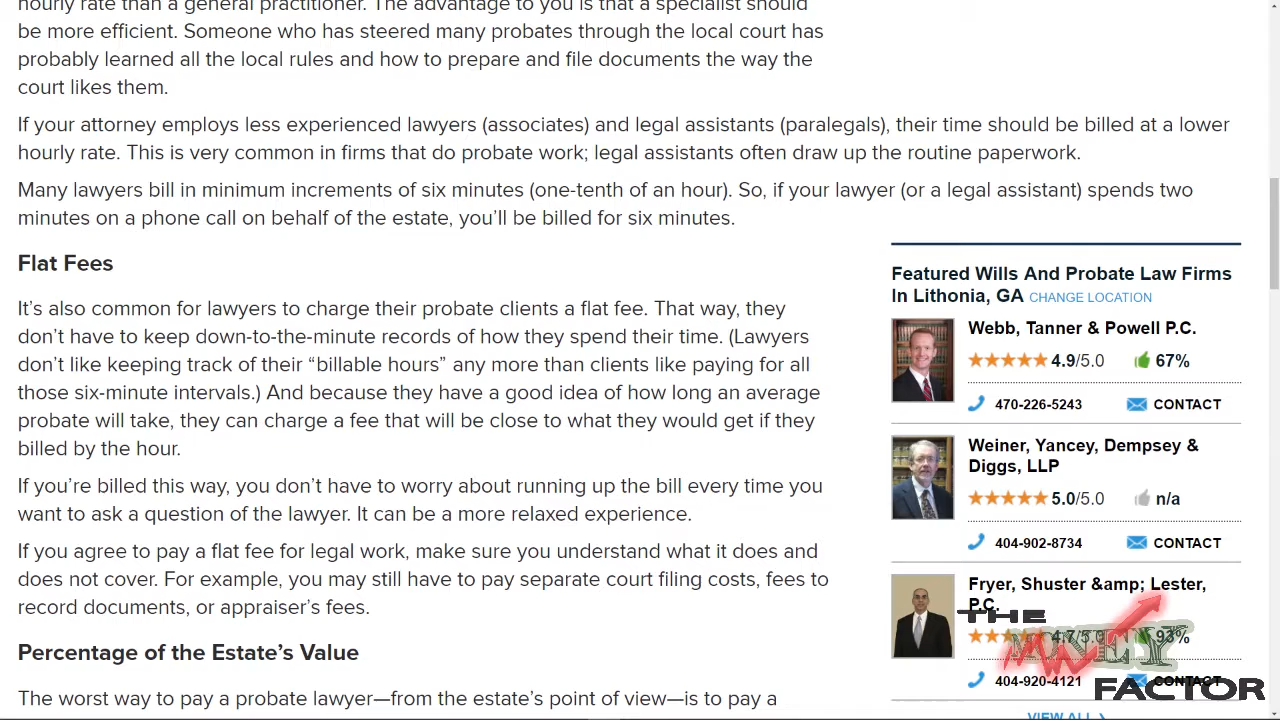 hourly rate than a general practitioner. The advantage to you is that a specialist should
be more efficient. Someone who has steered many probates through the local court has
probably learned all the local rules and how to prepare and file documents the way the
court likes them.
If your attorney employs less experienced lawyers (associates) and legal assistants (paralegals), their time should be billed at a lower
hourly rate. This is very common in firms that do probate work; legal assistants often draw up the routine paperwork.
Many lawyers bill in minimum increments of six minutes (one-tenth of an hour). So, if your lawyer (or a legal assistant) spends two
minutes on a phone call on behalf of the estate, you’ll be billed for six minutes.
Flat Fees
It’s also common for lawyers to charge their probate clients a flat fee. That way, they
don’t have to keep down-to-the-minute records of how they spend their time. (Lawyers
don’t like keeping track of their “billable hours” any more than clients like paying for all
those six-minute intervals.) And because they have a good idea of how long an average
probate will take, they can charge a fee that will be close to what they would get if they
billed by the hour.
If you’re billed this way, you don’t have to worry about running up the bill every time you
want to ask a question of the lawyer. It can be a more relaxed experience.
If you agree to pay a flat fee for legal work, make sure you understand what it does and
does not cover. For example, you may still have to pay separate court filing costs, fees to
record documents, or appraiser’s fees.
Percentage of the Estate’s Value
The worst way to pay a probate lawyer—from the estate’s point of view—is to pay a
Featured Wills And Probate Law Firms
In Lithonia, GA CHANGE LOCATION
Webb, Tanner & Powell P.C.
4.9/5.0 67%
470-226-5243 CONTACT
Weiner, Yancey, Dempsey &
Diggs, LLP
5.0/5.0 n/a
404-902-8734 CONTACT
Fryer, Shuster &amp; Lester,
P.C.
4.7/5.0 93%
404-920-4121 CONTACT
VIEW ALL
THE
MONEY
FACTOR